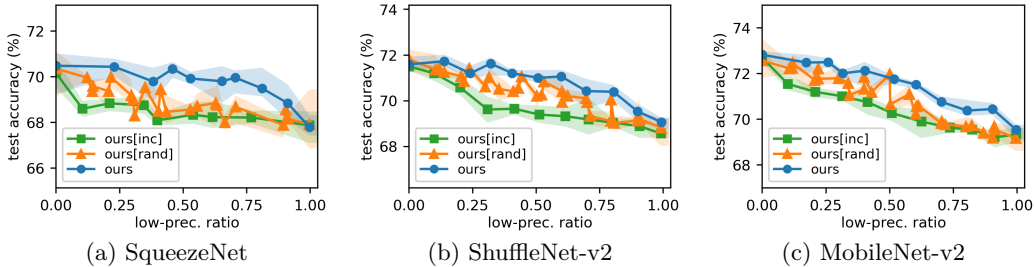 72
70
68
66
test accuracy (%)
ours[inc]
ours[rand]
ours
0.00 0.25 0.50 0.75 1.00
low-prec. ratio
(a) SqueezeNet
74
72
70
68
test accuracy (%)
ours[inc]
ours[rand]
ours
0.00 0.25 0.50 0.75 1.00
low-prec. ratio
(b) ShuffleNet-v2
74
72
70
68
test accuracy (%)
ours[inc]
ours[rand]
ours
0.00 0.25 0.50 0.75 1.00
low-prec. ratio
(c) MobileNet-v2